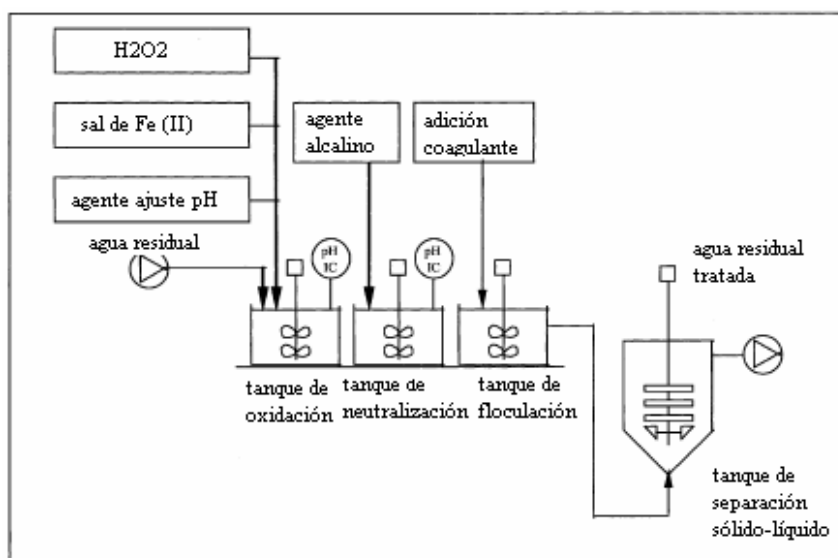 H2O2
sal de Fe (II)
agente ajuste pH
agente
alcalino
adición
coagulante
agua residual
pH
IC
pH
IC
agua residual
tratada
tanque de
oxidación
tanque de
neutralización
tanque de
floculación
tanque de
separación
sólido-líquido